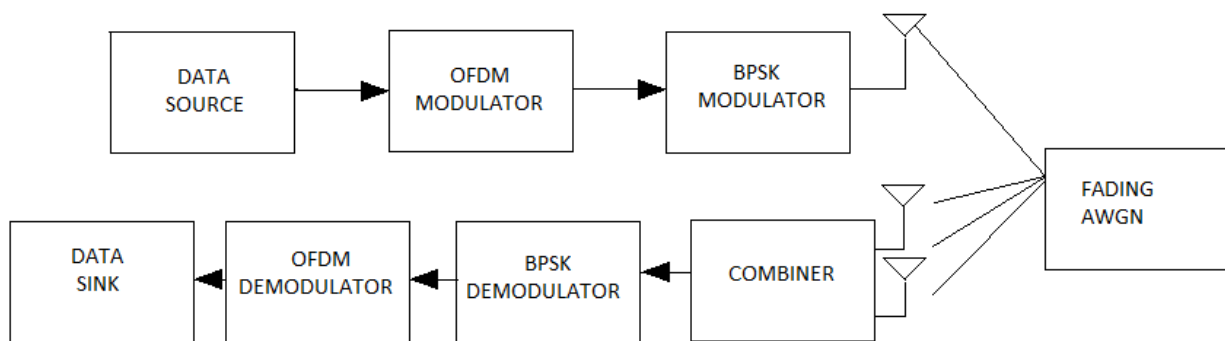 DATA
SOURCE
OFDM
MODULATOR
BPSK
MODULATOR
FADING
AWGN
DATA
SINK
OFDM
DEMODULATOR
BPSK
DEMODULATOR
COMBINER